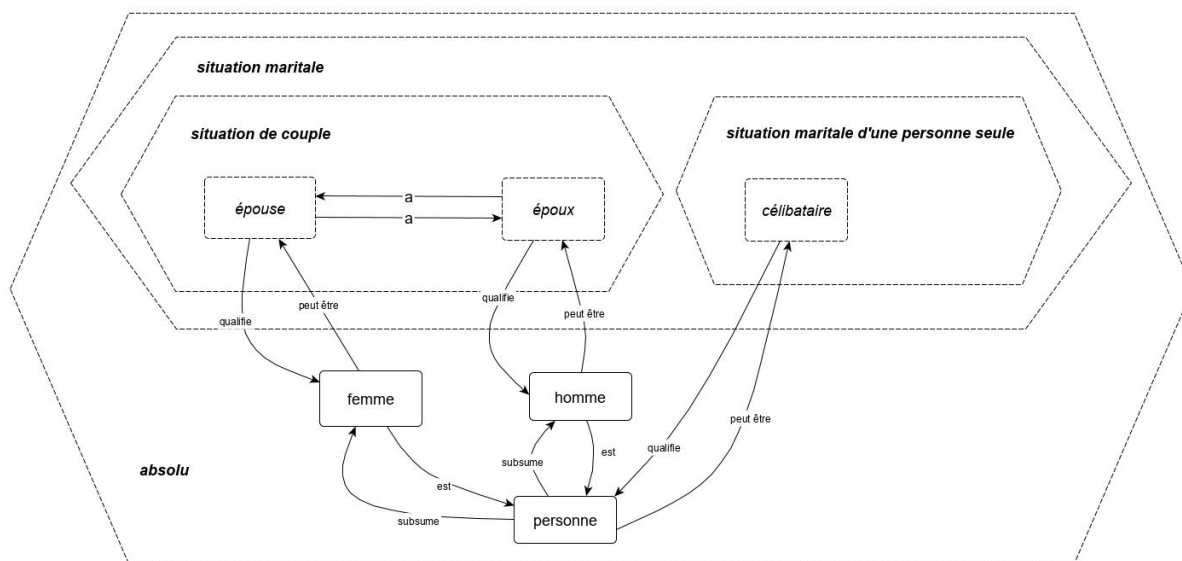 situation maritale
situation de couple
situation maritale d'une personne seule
épouse
a
a
époux
célibataire
qualifie
peut être
qualifie
peut être
femme
homme
peut être
qualifie
absolu
est
subsume
est
subsume
personne